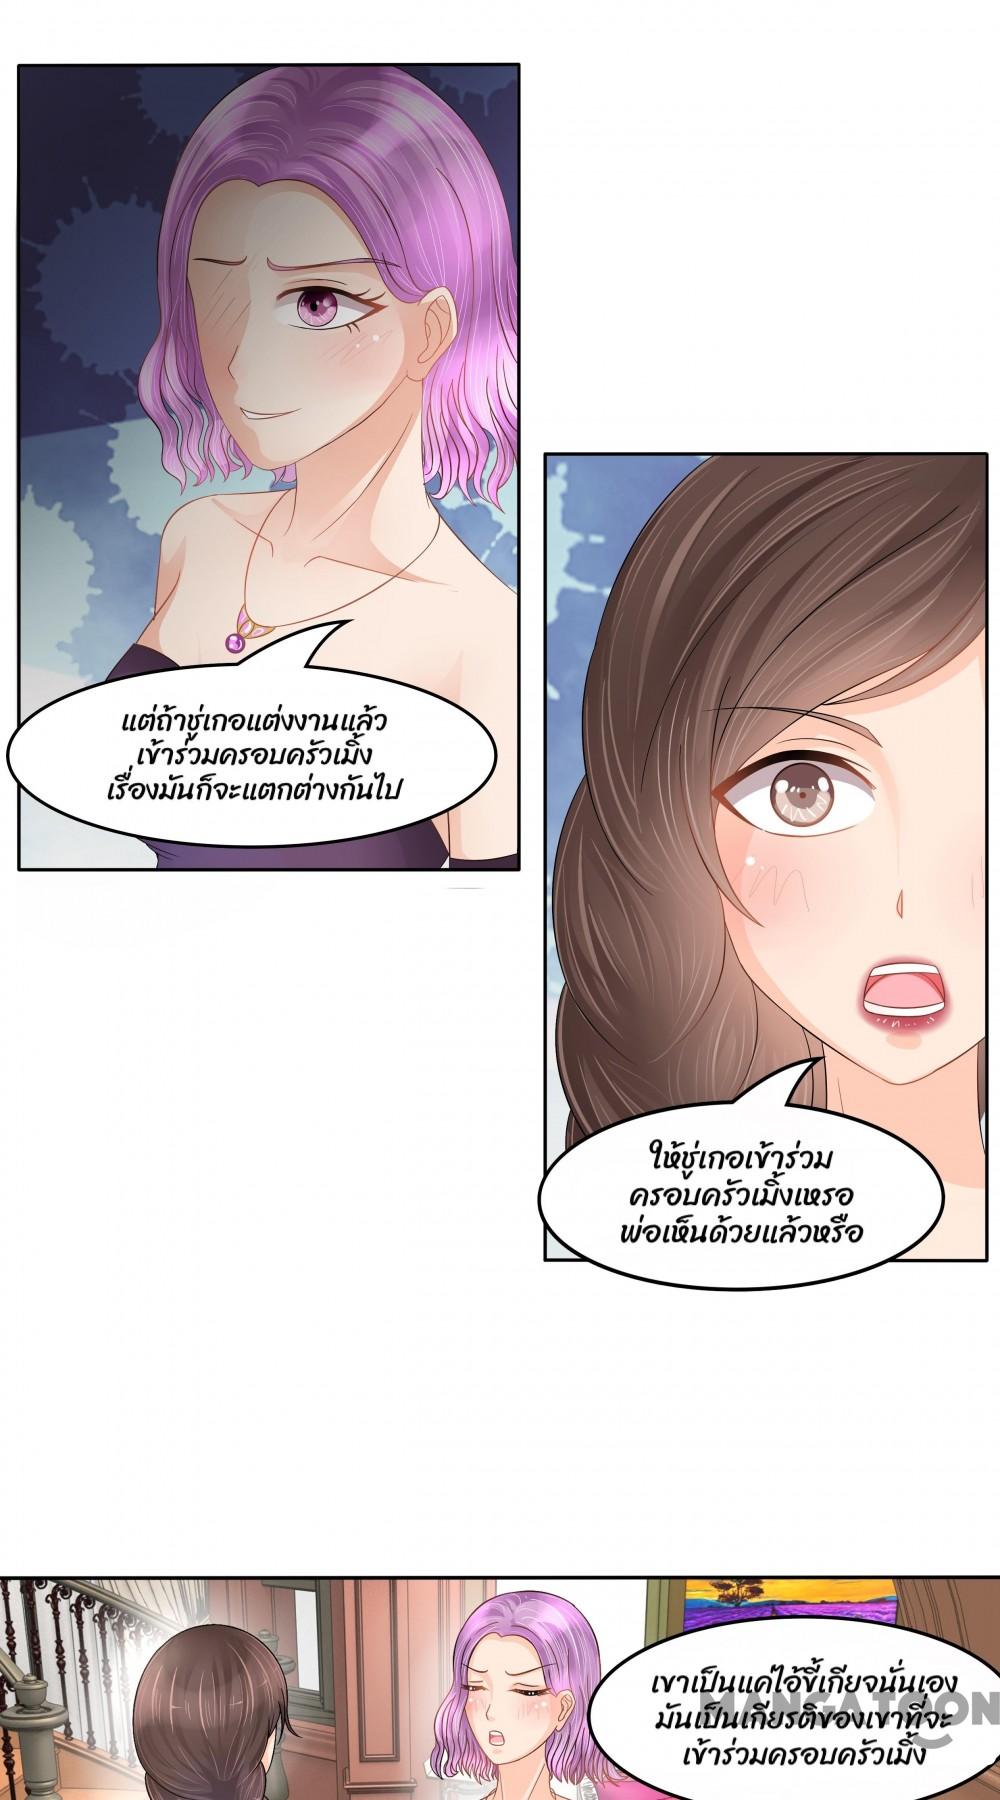 แต่ถ้าชู่เกอแต่งงานแล้ว
เข้าร่วมครอบครัวเมิ้ง
เรื่องมันก็จะแตกต่างกันไป
ให้ชู่เกอเข้าร่วม
ครอบครัวเมิ้งเหรอ
พ่อเห็นด้วยแล้วหรือ
เขาเป็นแค่ไอ้ขี้เกียจนั่นเอง
มันเป็นเกียรติของเขาที่จะ
เข้าร่วมครอบครัวเมิ้ง
MANGATOON